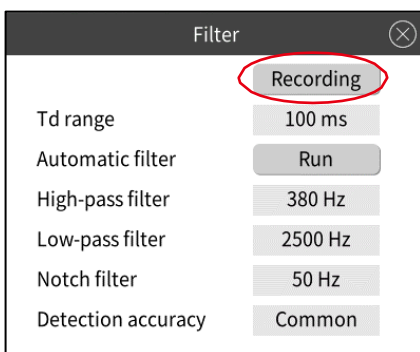 Filter
Recording
Td range 100 ms
Automatic filter Run
High-pass filter 380 Hz
Low-pass filter 2500 Hz
Notch filter 50 Hz
Detection accuracy Common